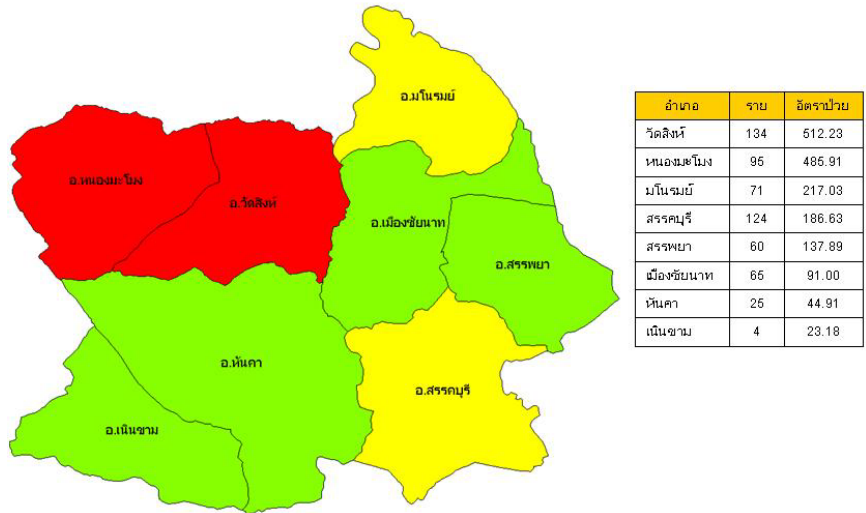 อ.มโนรมย์
อ.หนองมะโมง
อ.วัดสิงห์
อ.เมืองชัยนาท
อ.สรรพยา
อ.หันคา
อ.สรรคบุรี
อ.เนินขาม
อำเภอ ราย อัตราป่วย
วัดสิงห์ 134 512.23
หนองมะโมง 95 485.91
มโนรมย์ 71 217.03
สรรคบุรี 124 186.63
สรรพยา 60 137.89
เมืองชัยนาท 65 91.00
หันคา 25 44.91
เนินขาม 4 23.18